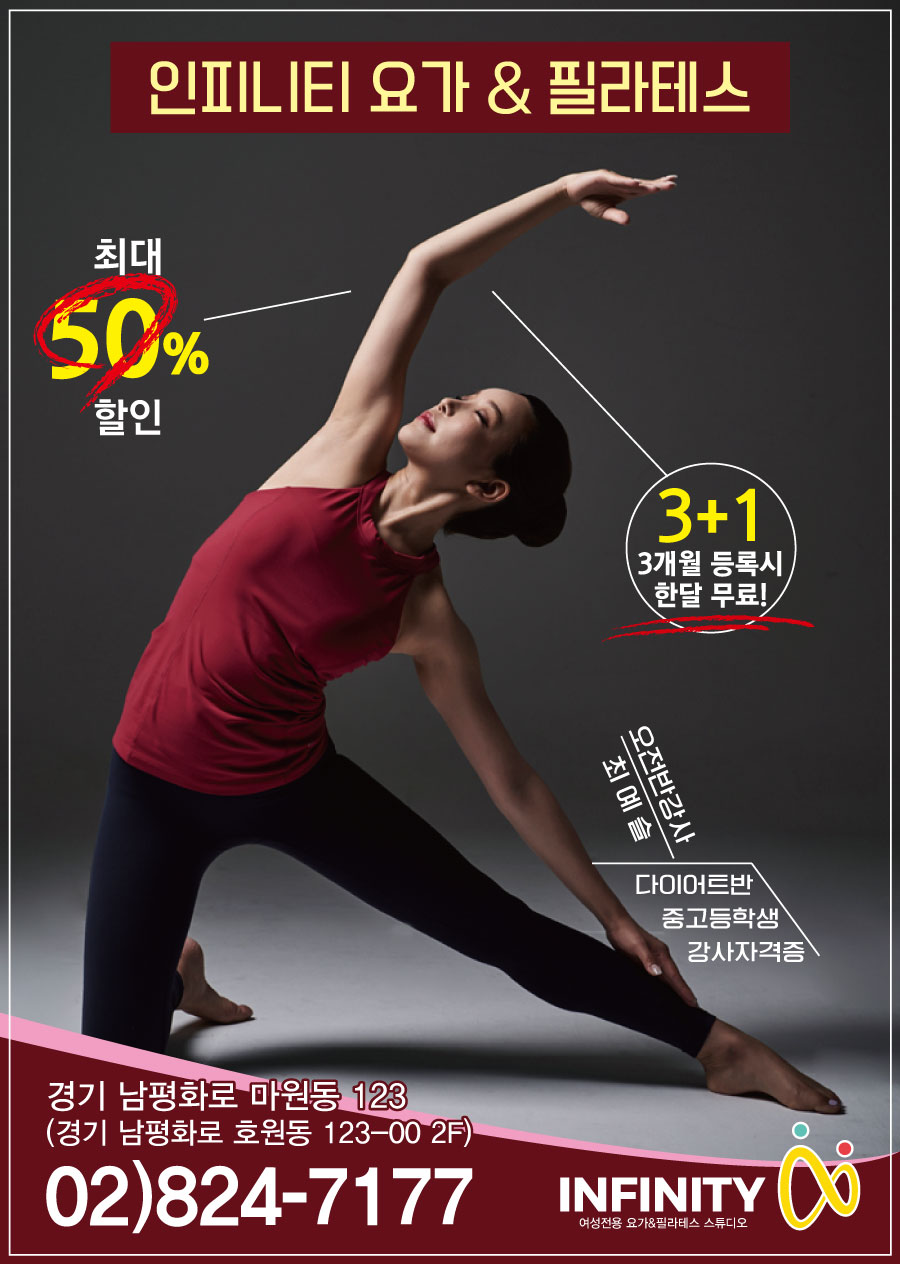 인피니티 요가 & 필라테스
최대
50%
할인
3+1
3개월 등록시
한달 무료!
오전반강사
최예슬
다이어트반
중고등학생
강사자격증
경기 남평화로 마원동 123
(경기 남평화로 호원동 123-00 2F)
02)824-7177
INFINITY
여성전용 요가&필라테스 스튜디오